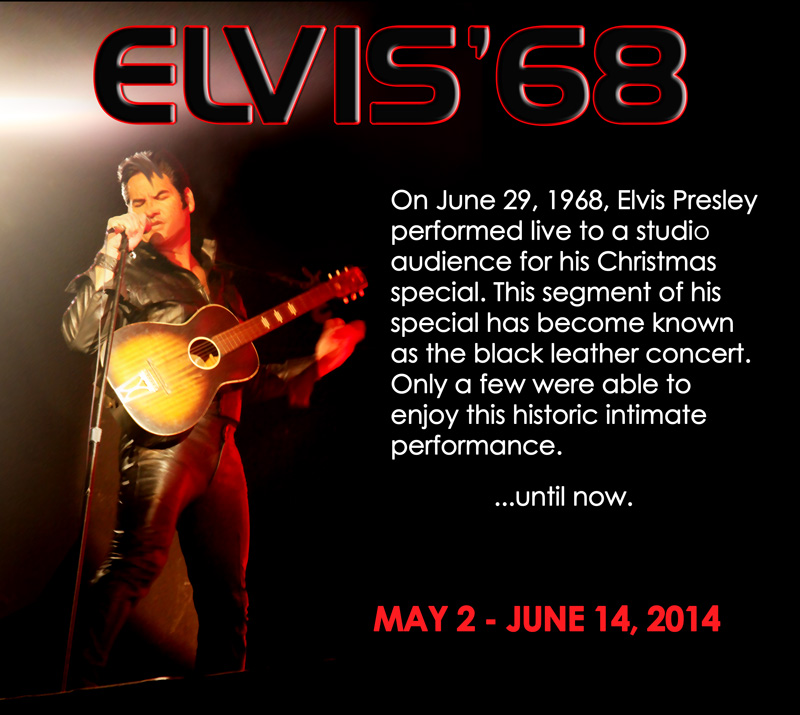 ELVIS'68
On June 29, 1968, Elvis Presley
performed live to a studio
audience for his Christmas
special. This segment of his
special has become known
as the black leather concert.
Only a few were able to
enjoy this historic intimate
performance.
...until now.
MAY 2 - JUNE 14, 2014